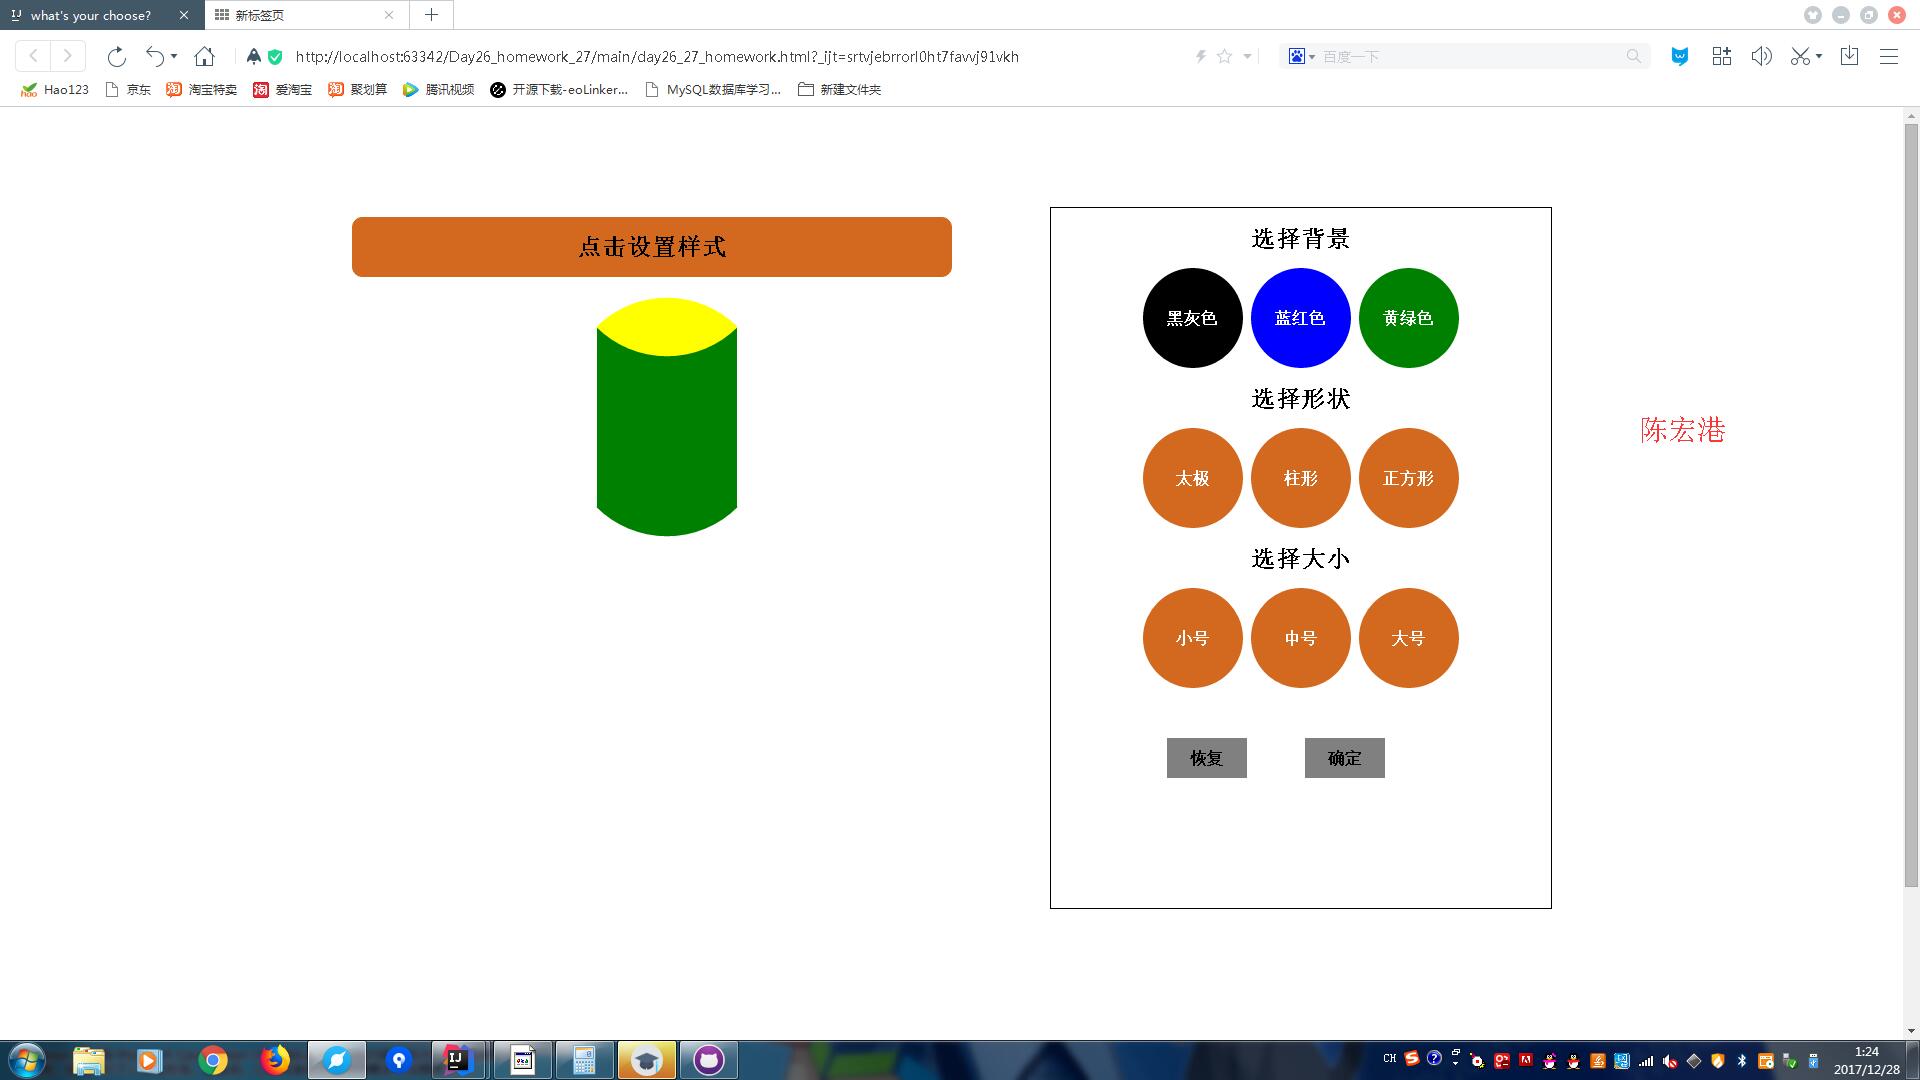 what's your choose?
新标签页
http://localhost:63342/Day26_homework_27/main/day26_27_homework.html?_ijt=srtvjebrrorl0ht7favvj91vkh
百度一下
Hao123
京东
淘宝特卖
爱淘宝
聚划算
腾讯视频
开源下载-eoLinker...
MySQL数据库学习...
新建文件夹
点击设置样式
选择背景
黑灰色 蓝红色 黄绿色
选择形状
太极 柱形 正方形
选择大小
小号 中号 大号
恢复 确定
陈宏港
CH
1:24
2017/12/28